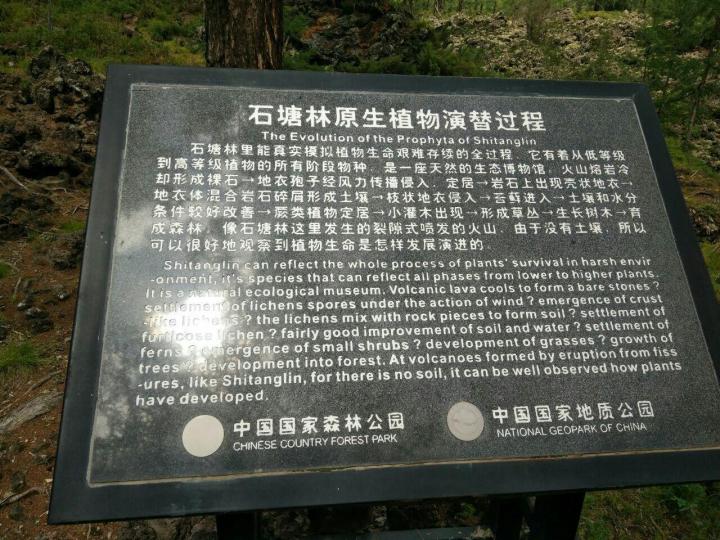 石塘林原生植物演替过程
The Evolution of the Prophyta of Shitanglin
石塘林里能真实模拟植物生命艰难存续的全过程。它有着从低等级
到高等级植物的所有阶段物种，是一座天然的生态博物馆。火山熔岩冷
却形成裸石→地衣孢子经风力传播侵入、定居→岩石上出现壳状地衣→
地衣体混合岩石碎屑形成土壤→枝状地衣侵入→苔藓进入→土壤和水分
条件较好改善→蕨类植物定居→小灌木出现→形成草丛→生长树木→育
成森林。像石塘林这里发生的裂隙式喷发的火山，由于没有土壤，所以
可以很好地观察到植物生命是怎样发展演进的。
Shitanglin can reflect the whole process of plants' survival in harsh envir
-onment, it's species that can reflect all phases from lower to higher plants.
It is a natural ecological museum. Volcanic lava cools to form a bare stones ?
settlement of lichens spores under the action of wind ? emergence of crust
-like lichens ? the lichens mix with rock pieces to form soil ? settlement of
furticose lichen ? fairly good improvement of soil and water ? settlement of
ferns ? emergence of small shrubs ? development of grasses ? growth of
trees ? development into forest. At volcanoes formed by eruption from fiss
-ures, like Shitanglin, for there is no soil, it can be well observed how plants
have developed.
中国国家森林公园
CHINESE COUNTRY FOREST PARK
中国国家地质公园
NATIONAL GEOPARK OF CHINA